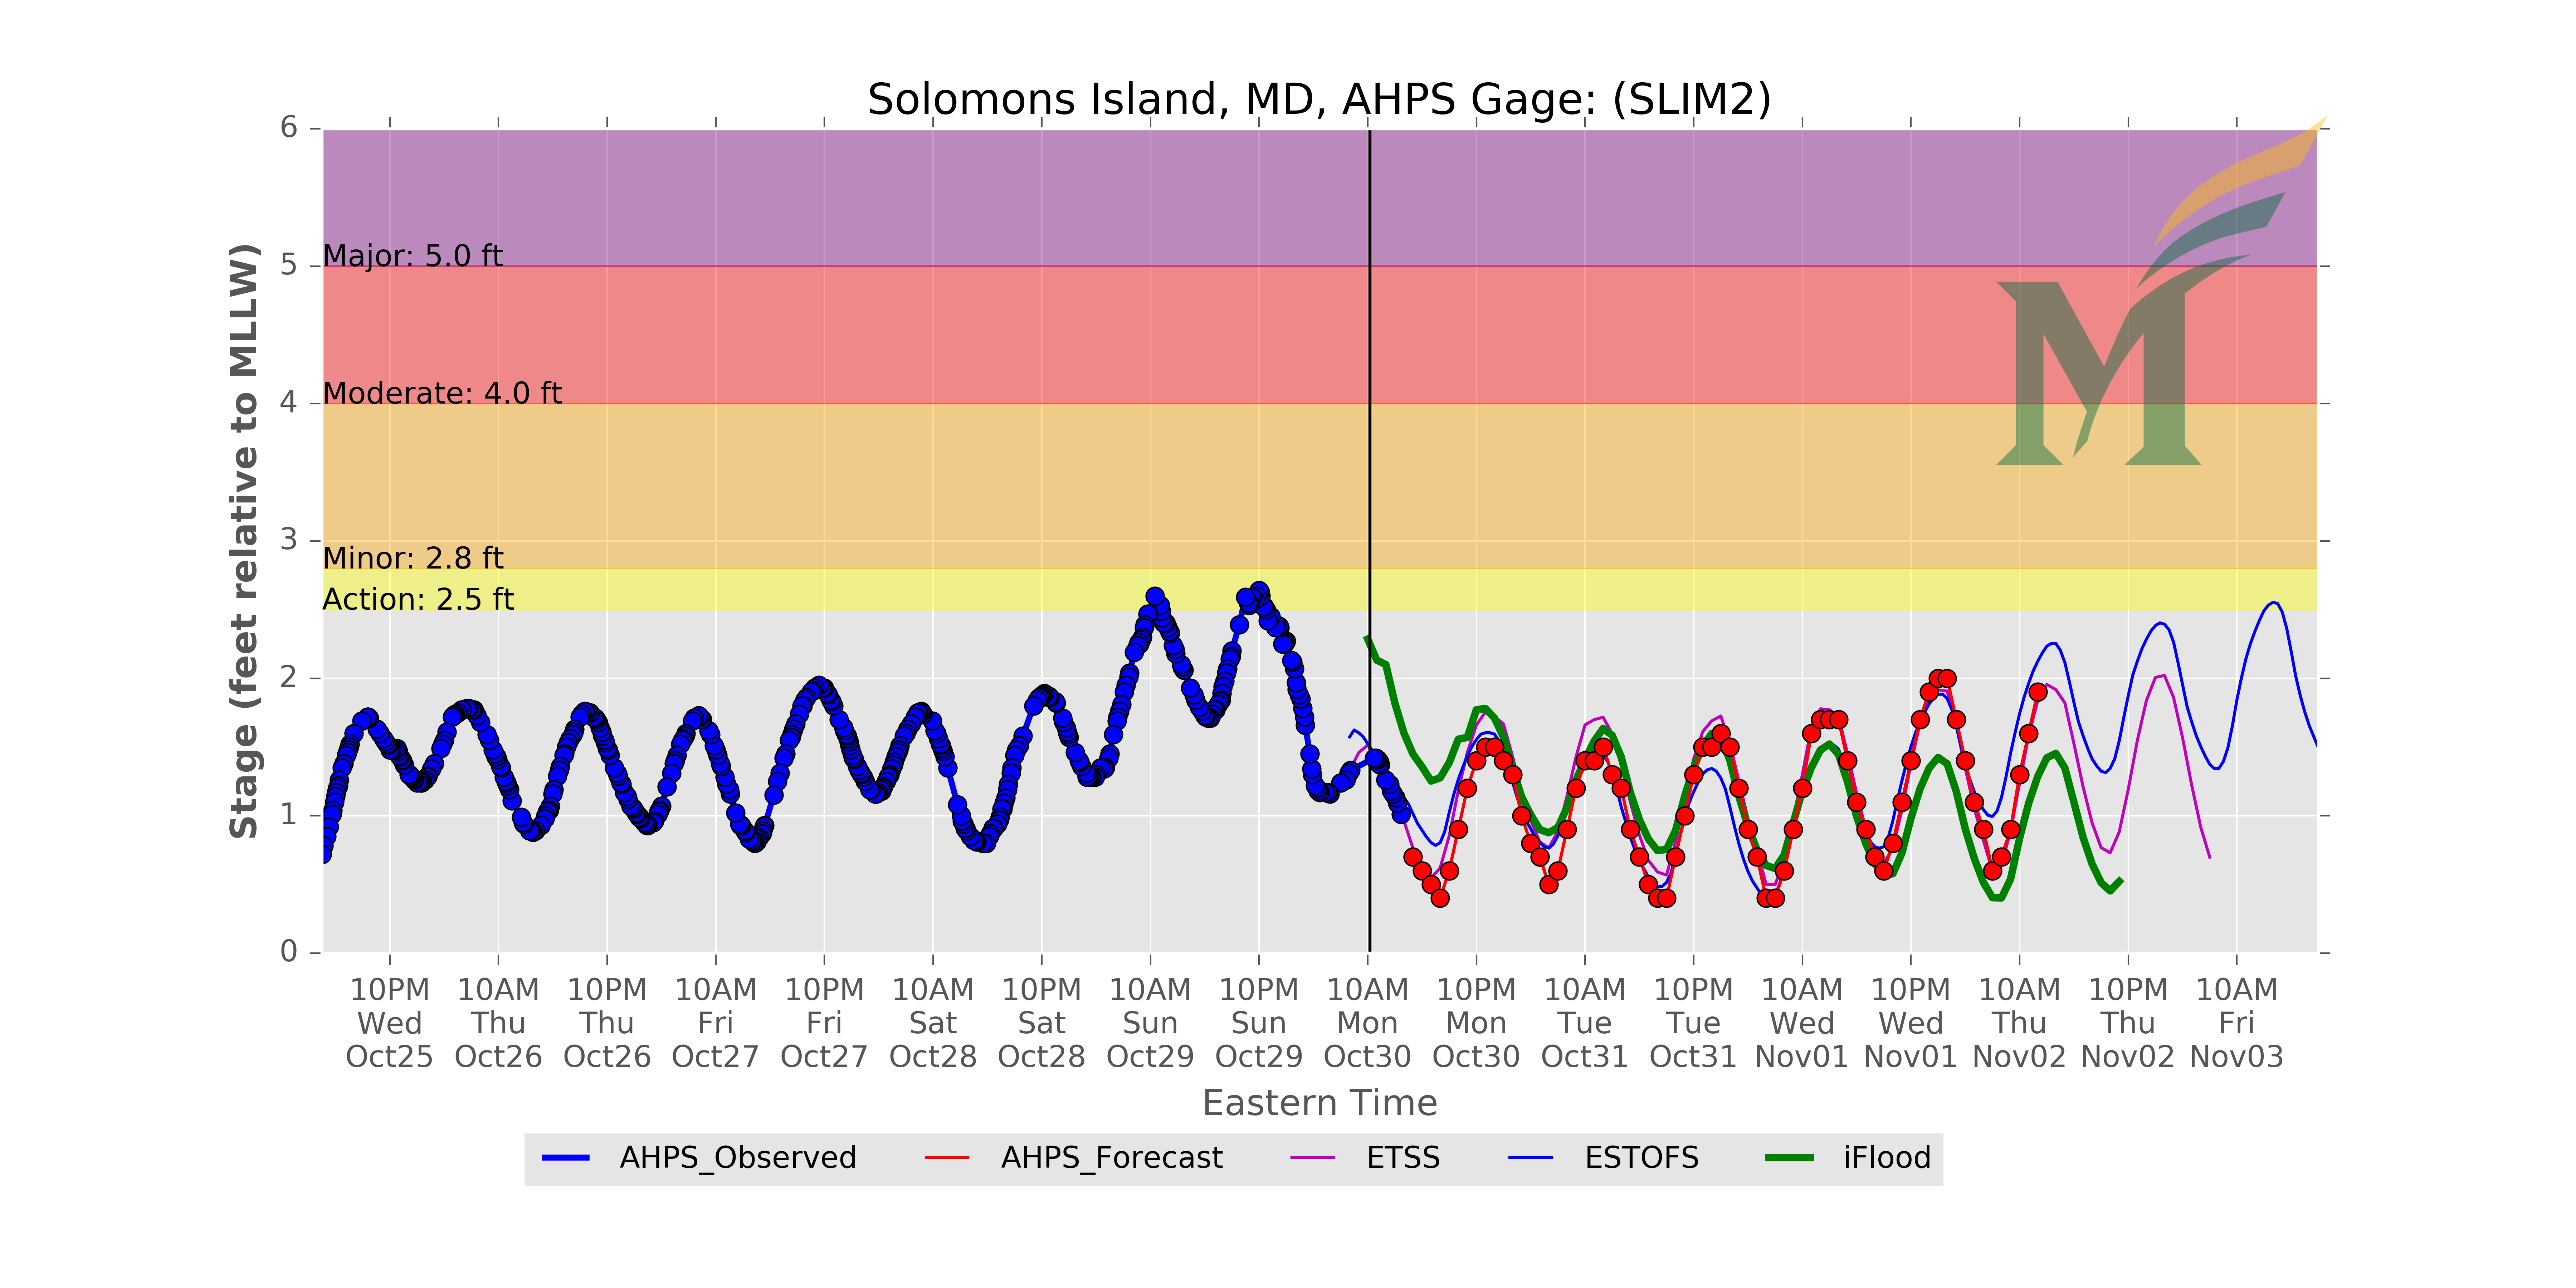 Solomons Island, MD, AHPS Gage: (SLIM2)
Stage (feet relative to MLLW)
6
5
4
3
2
1
0
Major: 5.0 ft
Moderate: 4.0 ft
Minor: 2.8 ft
Action: 2.5 ft
M
10PM 10AM 10PM 10AM 10PM 10AM 10PM 10AM 10PM 10AM 10PM 10AM 10PM 10AM 10PM 10AM 10PM 10AM
Wed Thu Thu Fri Fri Sat Sat Sun Sun Mon Mon Tue Tue Wed Wed Thu Thu Fri
Oct25 Oct26 Oct26 Oct27 Oct27 Oct28 Oct28 Oct29 Oct29 Oct30 Oct30 Oct31 Oct31 Nov01 Nov01 Nov02 Nov02 Nov03
Eastern Time
AHPS_Observed AHPS_Forecast ETSS ESTOFS iFlood